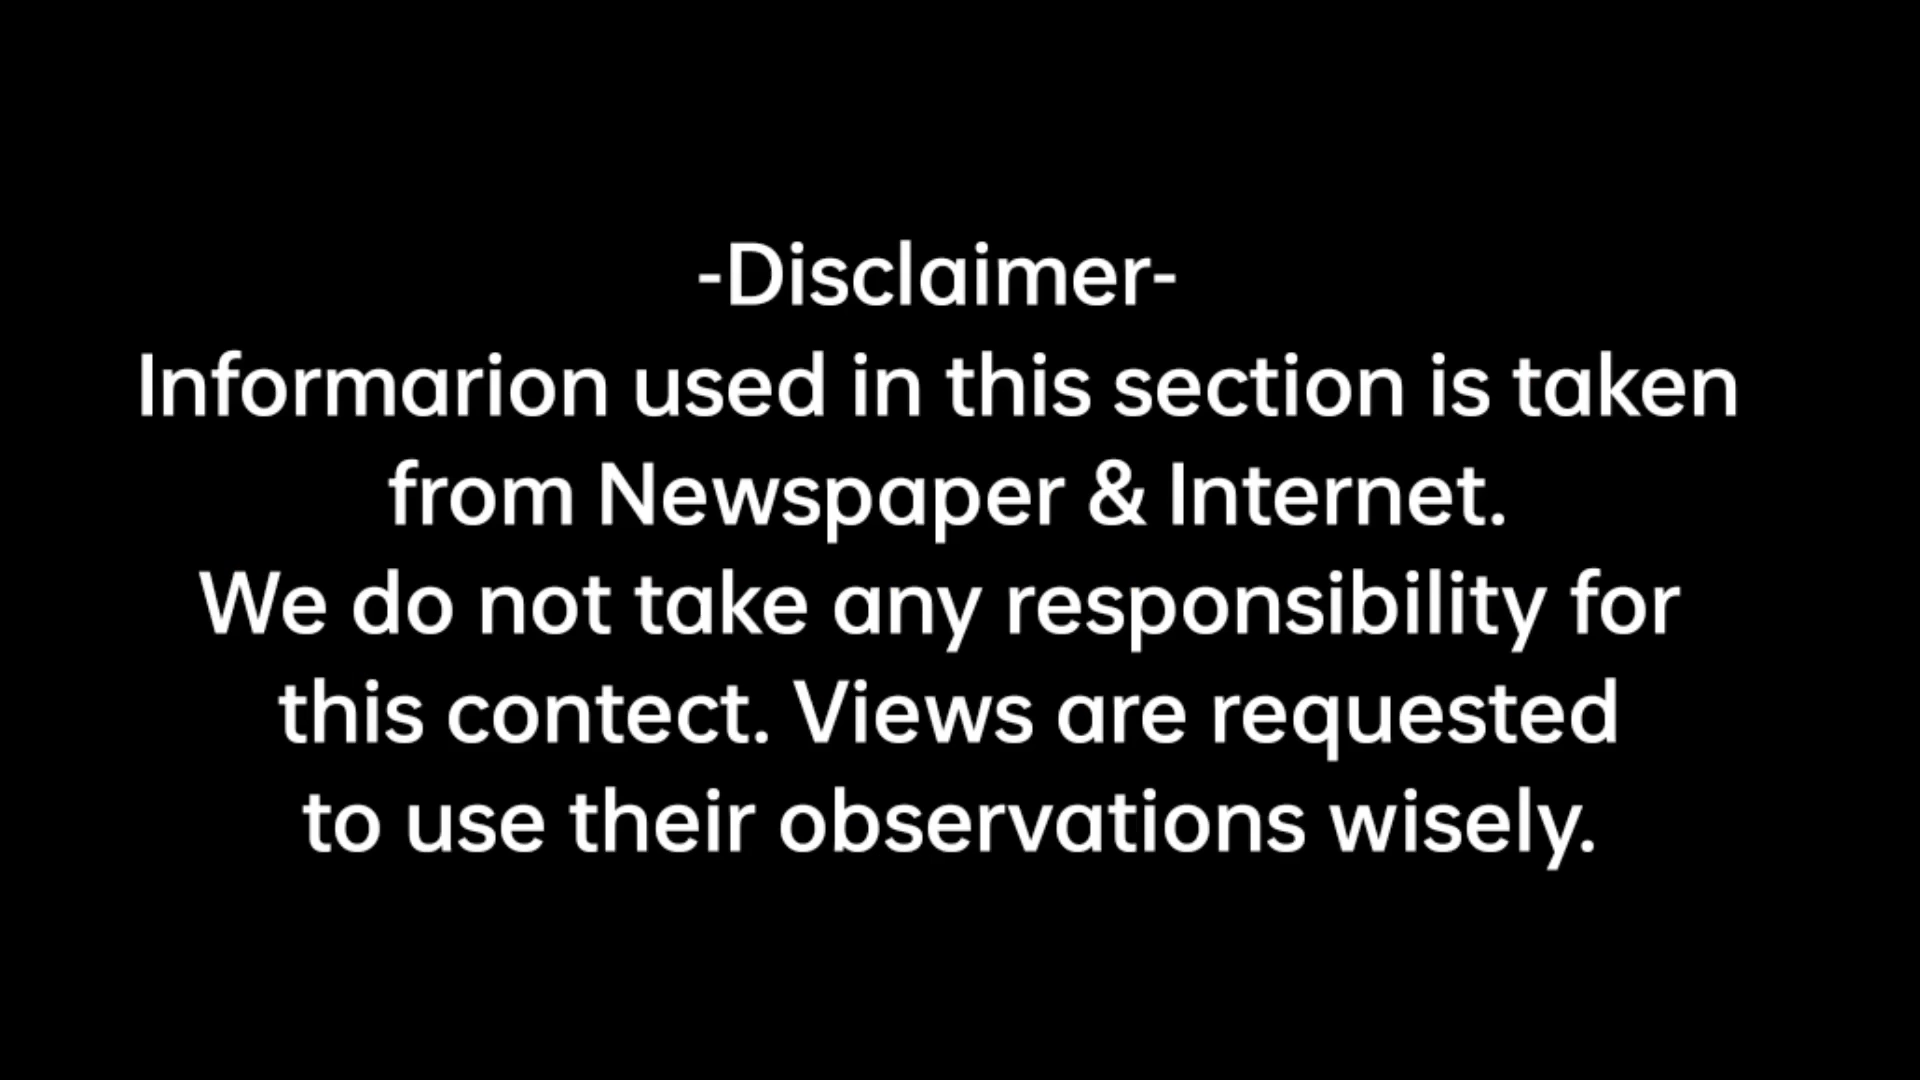 -Disclaimer-
Informarion used in this section is taken
from Newspaper & Internet.
We do not take any responsibility for
this contect. Views are requested
to use their observations wisely.